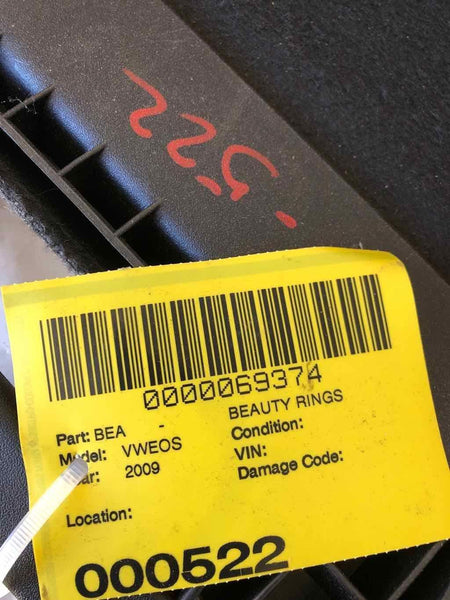 -522
0000069374
BEAUTY RINGS
Part: BEA -
Condition:
Model: VWEOS
VIN:
ar: 2009
Damage Code:
Location:
000522